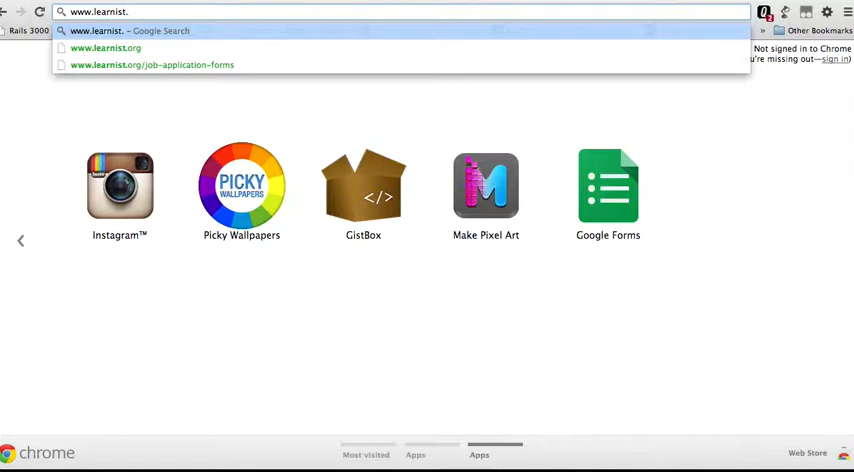 www.learnist.
Rails 3000
www.learnist. - Google Search
Other Bookmarks
www.learnist.org
www.learnist.org/job-application-forms
Not signed in to Chrome
u're missing out—sign in)
PICKY
WALLPAPERS
</>
Instagram™
Picky Wallpapers
GistBox
Make Pixel Art
Google Forms
chrome
Most visited
Apps
Apps
Web Store